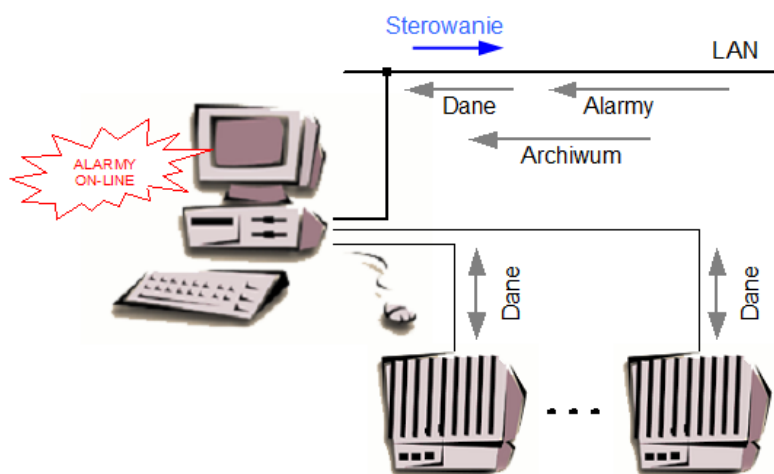 Sterowanie
LAN
Dane
Alarmy
Archiwum
ALARMY
ON-LINE
Dane
Dane